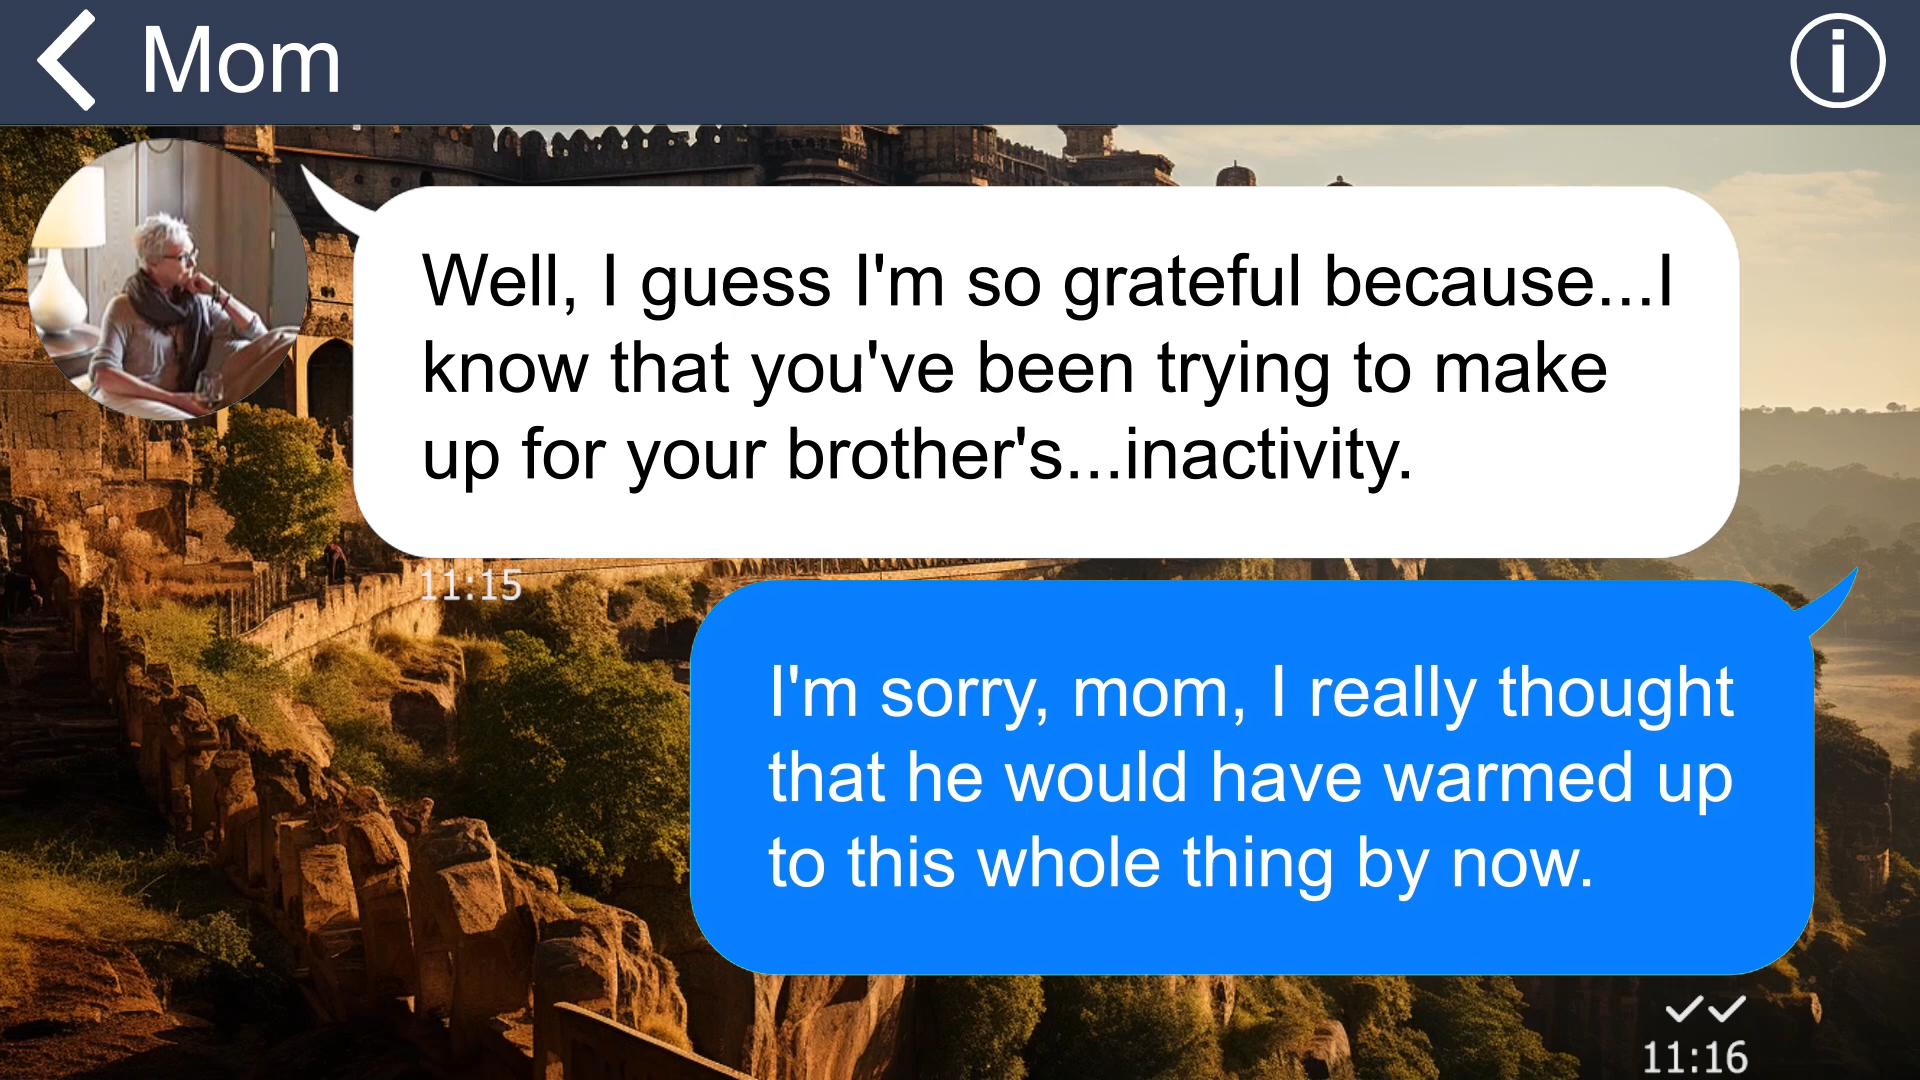 Mom
Well, I guess I'm so grateful because...I
know that you've been trying to make
up for your brother's...inactivity.
11:15
I'm sorry, mom, I really thought
that he would have warmed up
to this whole thing by now.
11:16